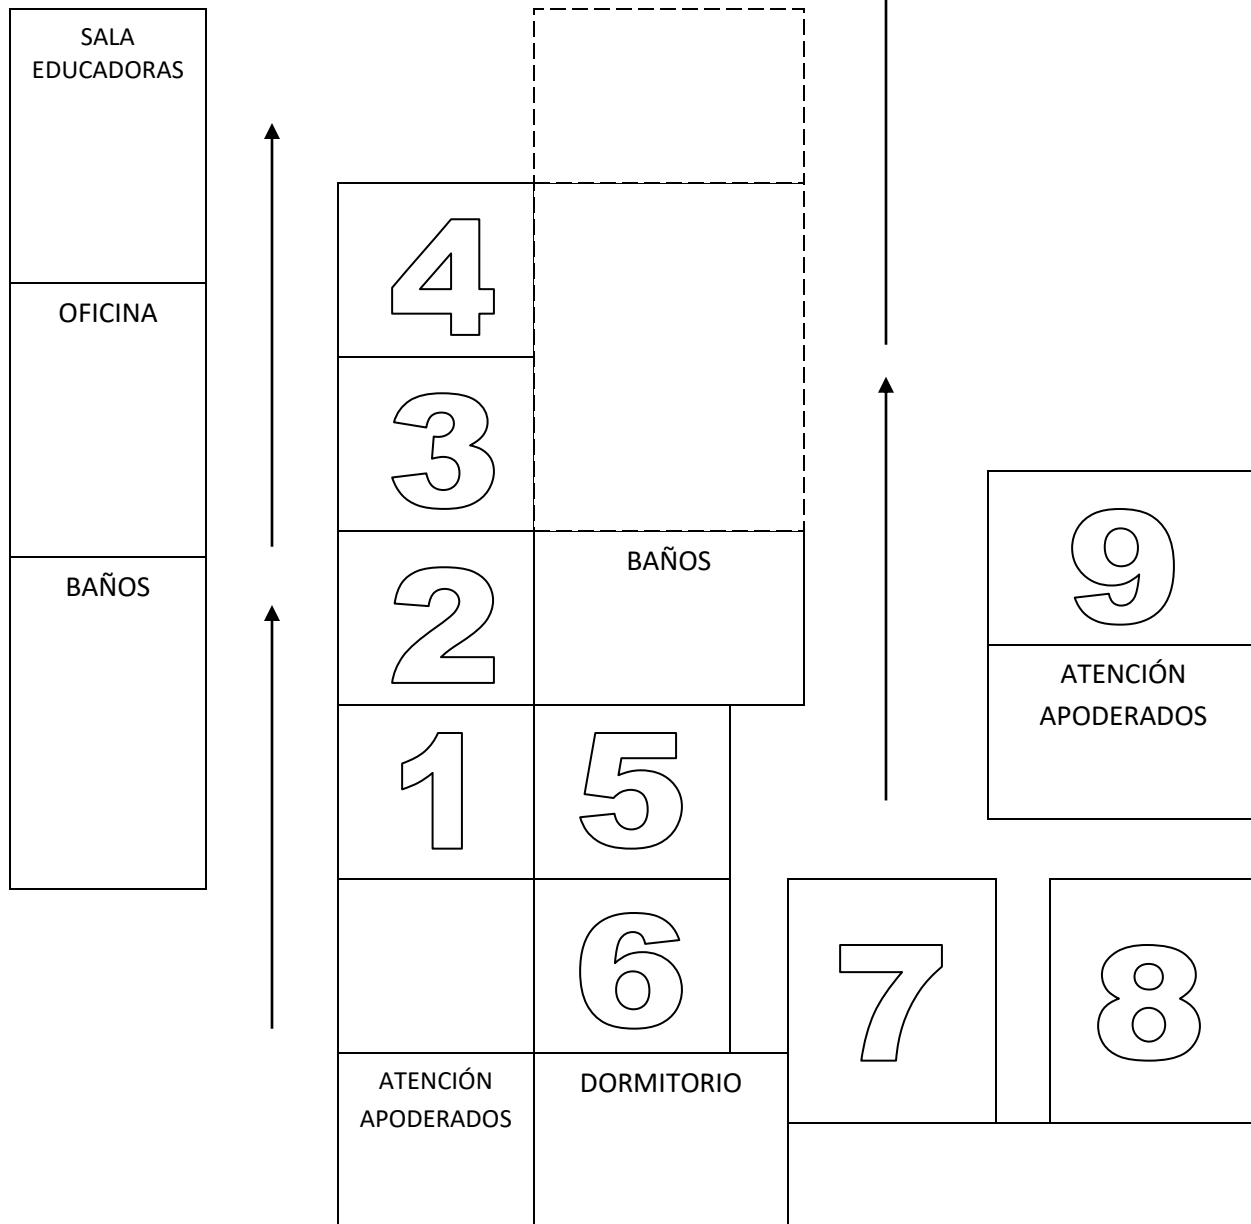 SALA
EDUCADORAS
OFICINA
BAÑOS
4
3
2
1
BAÑOS
5
6
ATENCIÓN
APODERADOS
DORMITORIO
9
ATENCIÓN
APODERADOS
7
8